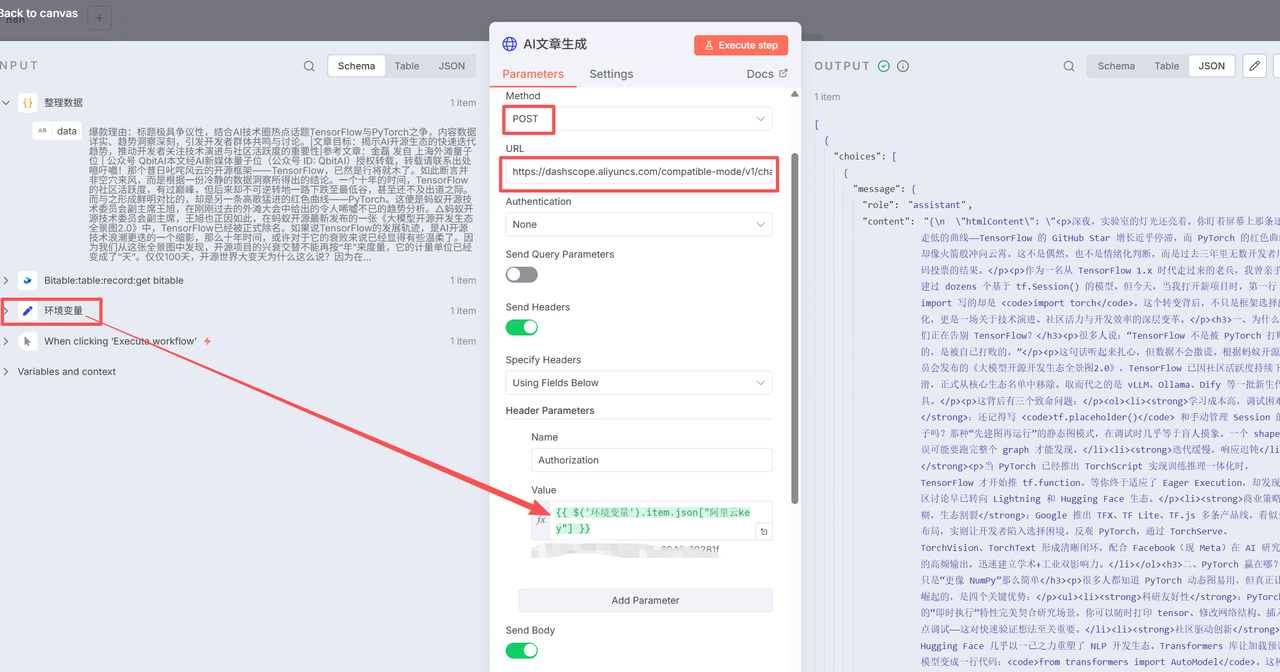 Back to canvas
+
INPUT
Schema
Table
JSON
整理数据
1 item
data
爆款理由：标题极具争议性，结合AI技术圈热点话题TensorFlow与PyTorch之争，内容数据
详实、趋势洞察深刻，引发开发者群体共鸣与讨论。|文章目标：揭示AI开源生态的快速迭代
趋势，推动开发者关注技术演进与社区活跃度的重要性|参考文章：金磊 发自 上海外滩量子
位 | 公众号 QbitAI本文经AI新媒体量子位（公众号 ID: QbitAI）授权转载，转载请联系出处
噫吁嚱！那个昔日叱咤风云的开源框架——TensorFlow，已然是行将就木了。如此断言并
非空穴来风，而是根据一份冷静的数据洞察所得出的结论。一个十年的时间，TensorFlow
的社区活跃度，有过巅峰，但后来却不可逆转地一路下跌至最低谷，甚至还不及出道之际。
而与之形成鲜明对比的，却是另一条高歌猛进的红色曲线——PyTorch。这便是蚂蚁开源
技术委员会副主席王旭，在刚刚过去的外滩大会中给出的令人唏嘘不已的趋势分析。△蚂蚁开
源技术委员会副主席，王旭也正因如此，在蚂蚁开源最新发布的一张《大模型开源开发生态
全景图2.0》中，TensorFlow已经被正式除名。如果说TensorFlow的发展轨迹，是AI开源
技术浪潮更迭的一个缩影，那么十年时间，或许对于它的衰败来说已经显得有些温柔了。因
为我们从这张全景图中发现，开源项目的兴衰交替不能再按“年”来度量，它的计量单位已经
变成了“天”。仅仅100天，开源世界大变天为什么这么说？因为在...
Bitable:table:record:get bitable
1 item
环境变量
1 item
When clicking ‘Execute workflow’
1 item
Variables and context
AI文章生成
Execute step
Parameters
Settings
Docs
Method
POST
URL
https://dashscope.aliyuncs.com/compatible-mode/v1/cha
Authentication
None
Send Query Parameters
Send Headers
Specify Headers
Using Fields Below
Header Parameters
Name
Authorization
Value
fx
{{ $('环境变量').item.json["阿里云ke
y"] }}
Add Parameter
Send Body
OUTPUT
Schema
Table
JSON
1 item
[
{
"choices": [
{
"message": {
"role": "assistant",
"content": "{\n \"htmlContent\": \"<p>深夜，实验室的灯光还亮着。你盯着屏幕上那条
走低的曲线——TensorFlow 的 GitHub Star 增长近乎停滞，而 PyTorch 的红色曲
却像火箭般冲向云霄。这不是偶然，也不是情绪化判断，而是过去三年里无数开发者
码投票的结果。</p><p>作为一名从 TensorFlow 1.x 时代走过来的老兵，我曾亲
建过 dozens 个基于 tf.Session() 的模型。但今天，当我打开新项目时，第一行
import 写的却是 <code>import torch</code>。这个转变背后，不只是框架选择的
化，更是一场关于技术演进、社区活力与开发效率的深层变革。</p><h3>一、为什么
们正在告别 TensorFlow？</h3><p>很多人说：“TensorFlow 不是被 PyTorch 打
的，是被自己打败的。”</p><p>这句话听起来扎心，但数据不会撒谎。根据蚂蚁开源
员会发布的《大模型开源开发生态全景图2.0》，TensorFlow 已因社区活跃度持续
滑，正式从核心生态名单中移除。取而代之的是 vLLM、Ollama、Dify 等一批新生
具。</p><p>这背后有三个致命问题：</p><ol><li><strong>学习成本高，调试困
</strong>：还记得写 <code>tf.placeholder()</code> 和手动管理 Session 的
子吗？那种“先建图再运行”的静态图模式，在调试时几乎等于盲人摸象。一个 shape
误可能要跑完整个 graph 才能发现。</li><li><strong>迭代缓慢，响应迟钝</li>
</strong><p>当 PyTorch 已经推出 TorchScript 实现训练推理一体化时，
TensorFlow 才开始推 tf.function。等你终于适应了 Eager Execution，却发现
区讨论早已转向 Lightning 和 Hugging Face 生态。</p><li><strong>商业策略
糊，生态割裂</strong>：Google 推出 TFX、TF Lite、TF.js 多条产品线，看似
布局，实则让开发者陷入选择困境。反观 PyTorch，通过 TorchServe、
TorchVision、TorchText 形成清晰闭环，配合 Facebook（现 Meta）在 AI 研究
的高频输出，迅速建立学术+工业双影响力。</li></ol><h3>二、PyTorch 赢在哪？
只是“更像 NumPy”那么简单</h3><p>很多人都知道 PyTorch 动态图易用，但真正让
崛起的，是四个关键优势：</p><ul><li><strong>科研友好性</strong>：PyTor
的“即时执行”特性完美契合研究场景。你可以随时打印 tensor、修改网络结构、插
点调试——这对快速验证想法至关重要。</li><li><strong>社区驱动创新</strong>
Hugging Face 几乎以一己之力重塑了 NLP 开发生态。Transformers 库让加载预
模型变成一行代码：<code>from transformers import AutoModel</code>。这